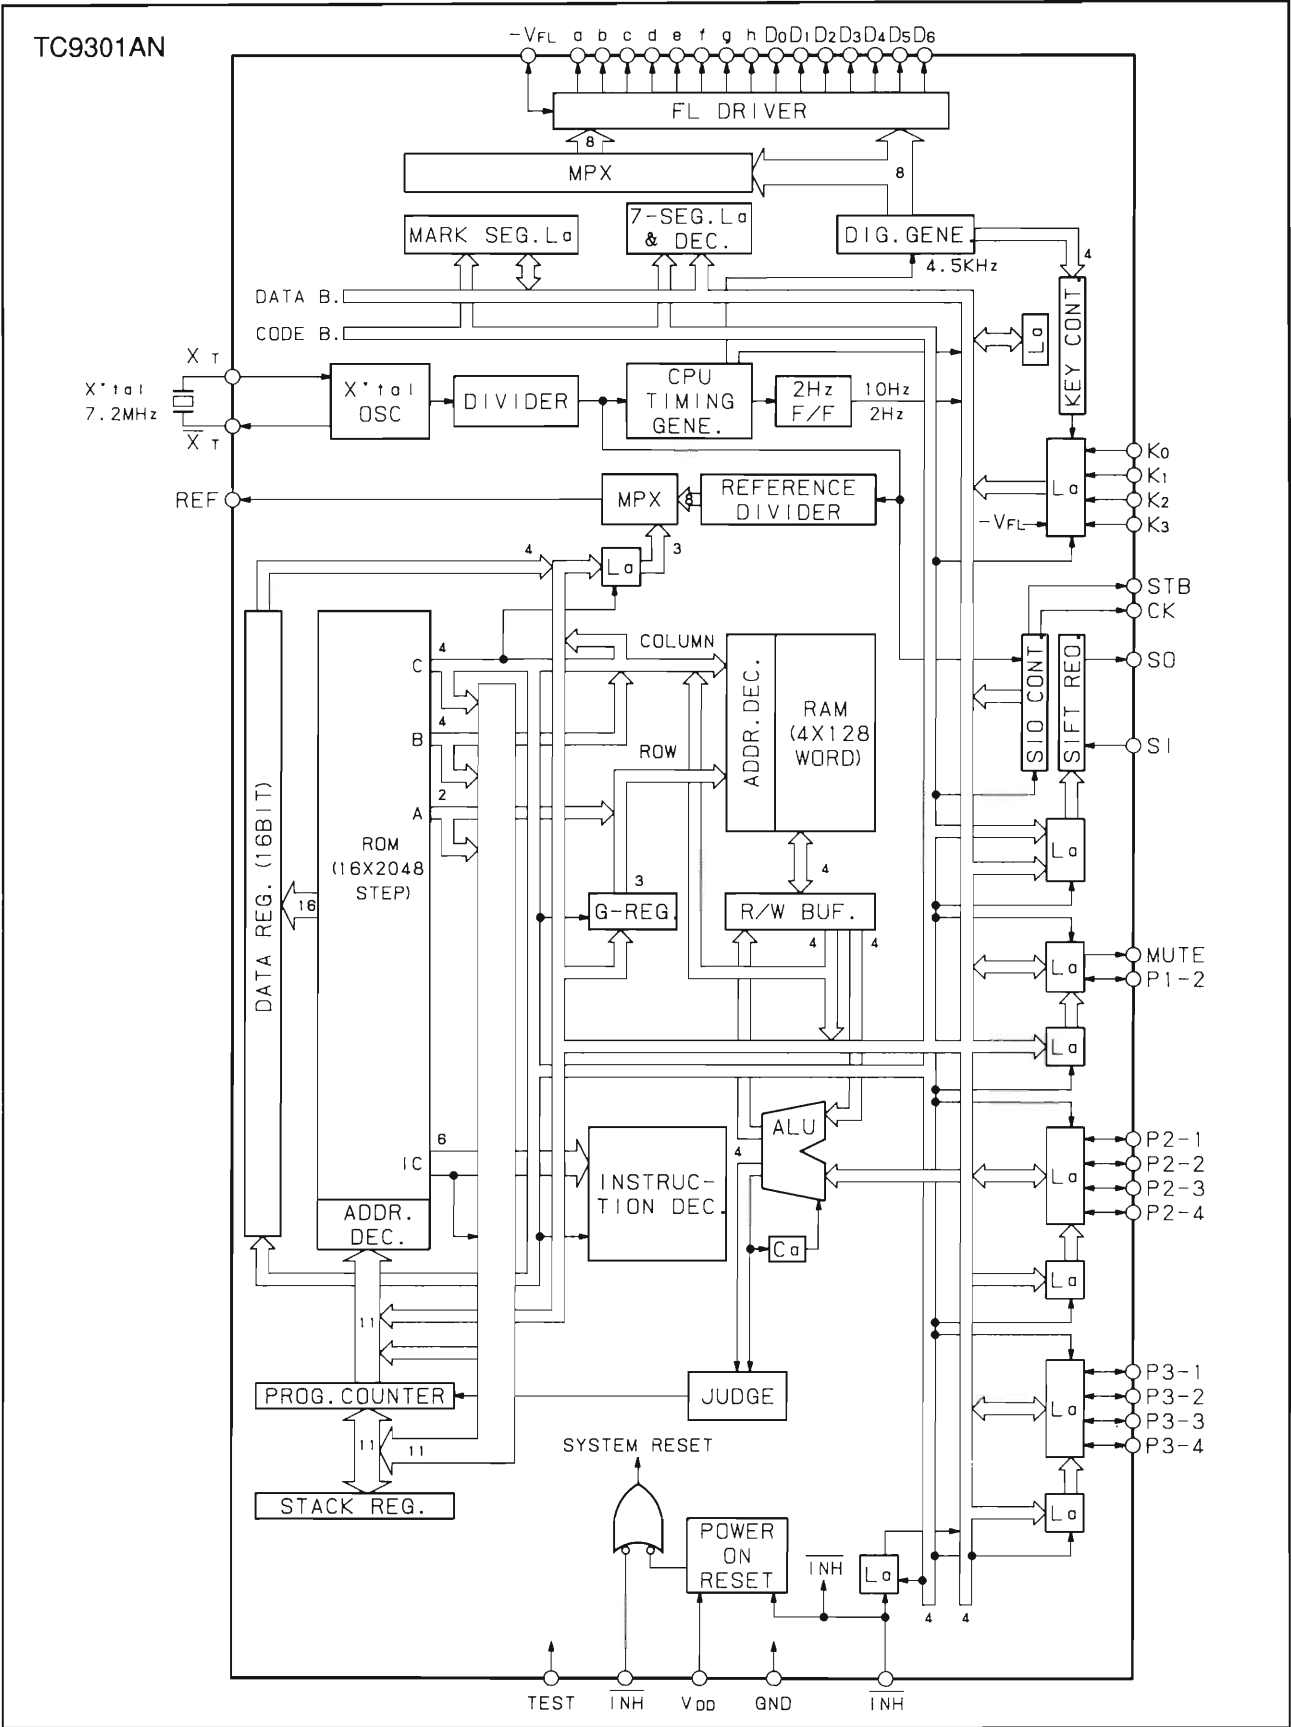 TC9301AN
-VFL a b c d e f g h D0 D1 D2 D3 D4 D5 D6
FL DRIVER
8
MPX
8
MARK SEG.La
7-SEG.La
& DEC.
DIG.GENE.
4
4.5KHz
DATA B.
CODE B.
La
KEY CONT
XT
X'tal
7.2MHz
XT
X'tal
OSC
DIVIDER
CPU
TIMING
GENE.
2Hz
F/F
10Hz
2Hz
K0
K1
K2
K3
La
-VFL
REF
MPX
8
REFERENCE
DIVIDER
4
La
3
STB
CK
SO
SI
SIO CONT
SIFT REO
DATA REG. (16BIT)
16
ROM
(16X2048
STEP)
C
4
B
4
A
2
COLUMN
ROW
ADDR.DEC.
RAM
(4X128
WORD)
4
La
3
G-REG.
R/W BUF.
4
4
La
MUTE
P1-2
La
ALU
4
IC
6
INSTRUC-
TION DEC.
La
P2-1
P2-2
P2-3
P2-4
ADDR.
DEC.
Ca
La
11
PROG.COUNTER
JUDGE
La
P3-1
P3-2
P3-3
P3-4
11
11
STACK REG.
SYSTEM RESET
POWER
ON
RESET
INH
La
La
4
4
TEST
INH
VDD
GND
INH